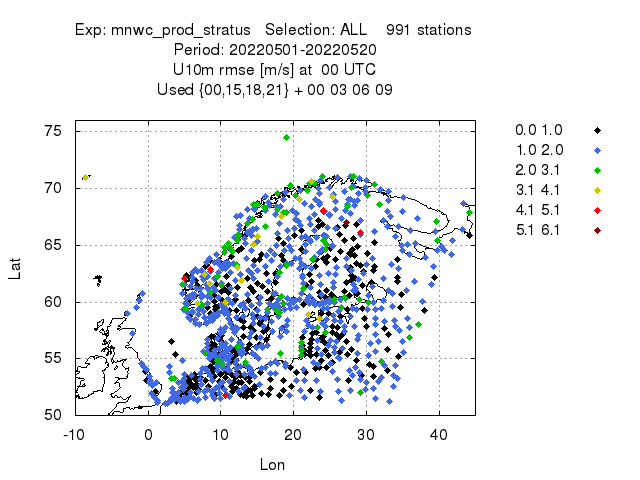 Exp: mnwc_prod_stratus   Selection: ALL    991 stations
Period: 20220501-20220520
U10m rmse [m/s] at  00 UTC
Used {00,15,18,21} + 00 03 06 09
0.0 1.0
1.0 2.0
2.0 3.1
3.1 4.1
4.1 5.1
5.1 6.1
75
70
65
60
55
50
Lat
-10 0 10 20 30 40
Lon